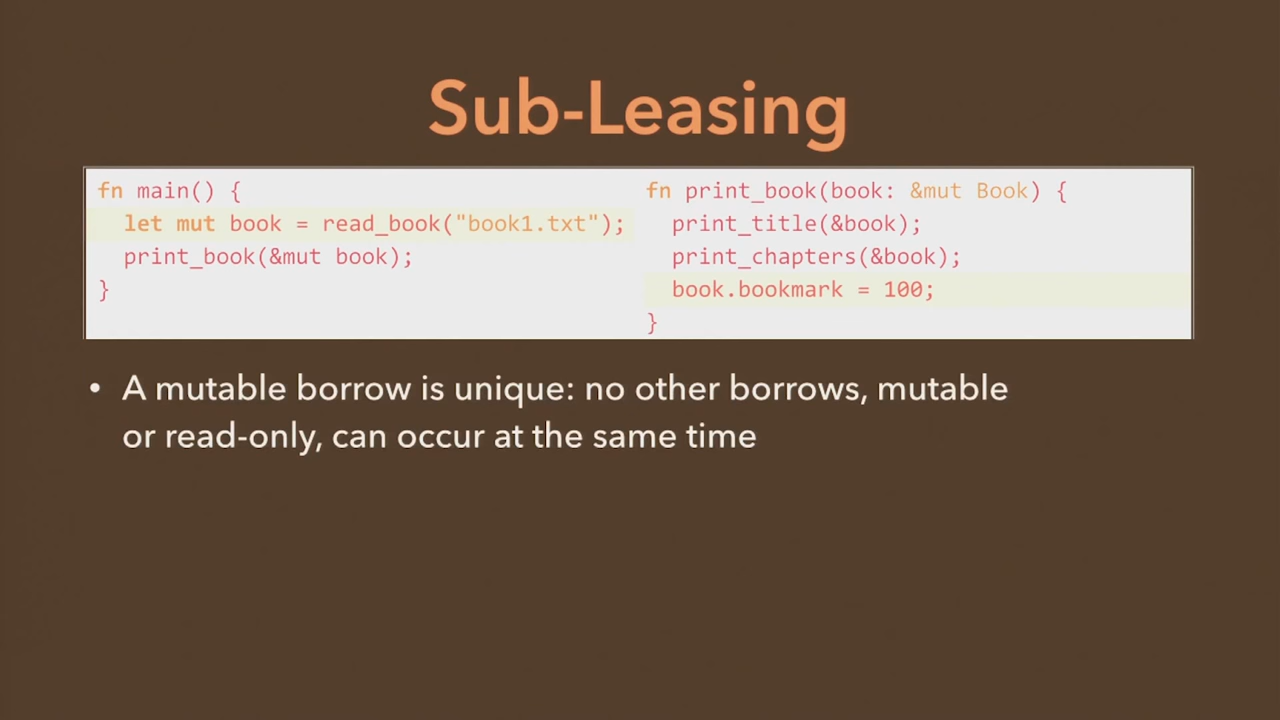 Sub-Leasing
fn main() {
  let mut book = read_book("book1.txt");
  print_book(&mut book);
}
fn print_book(book: &mut Book) {
  print_title(&book);
  print_chapters(&book);
  book.bookmark = 100;
}
• A mutable borrow is unique: no other borrows, mutable
or read-only, can occur at the same time